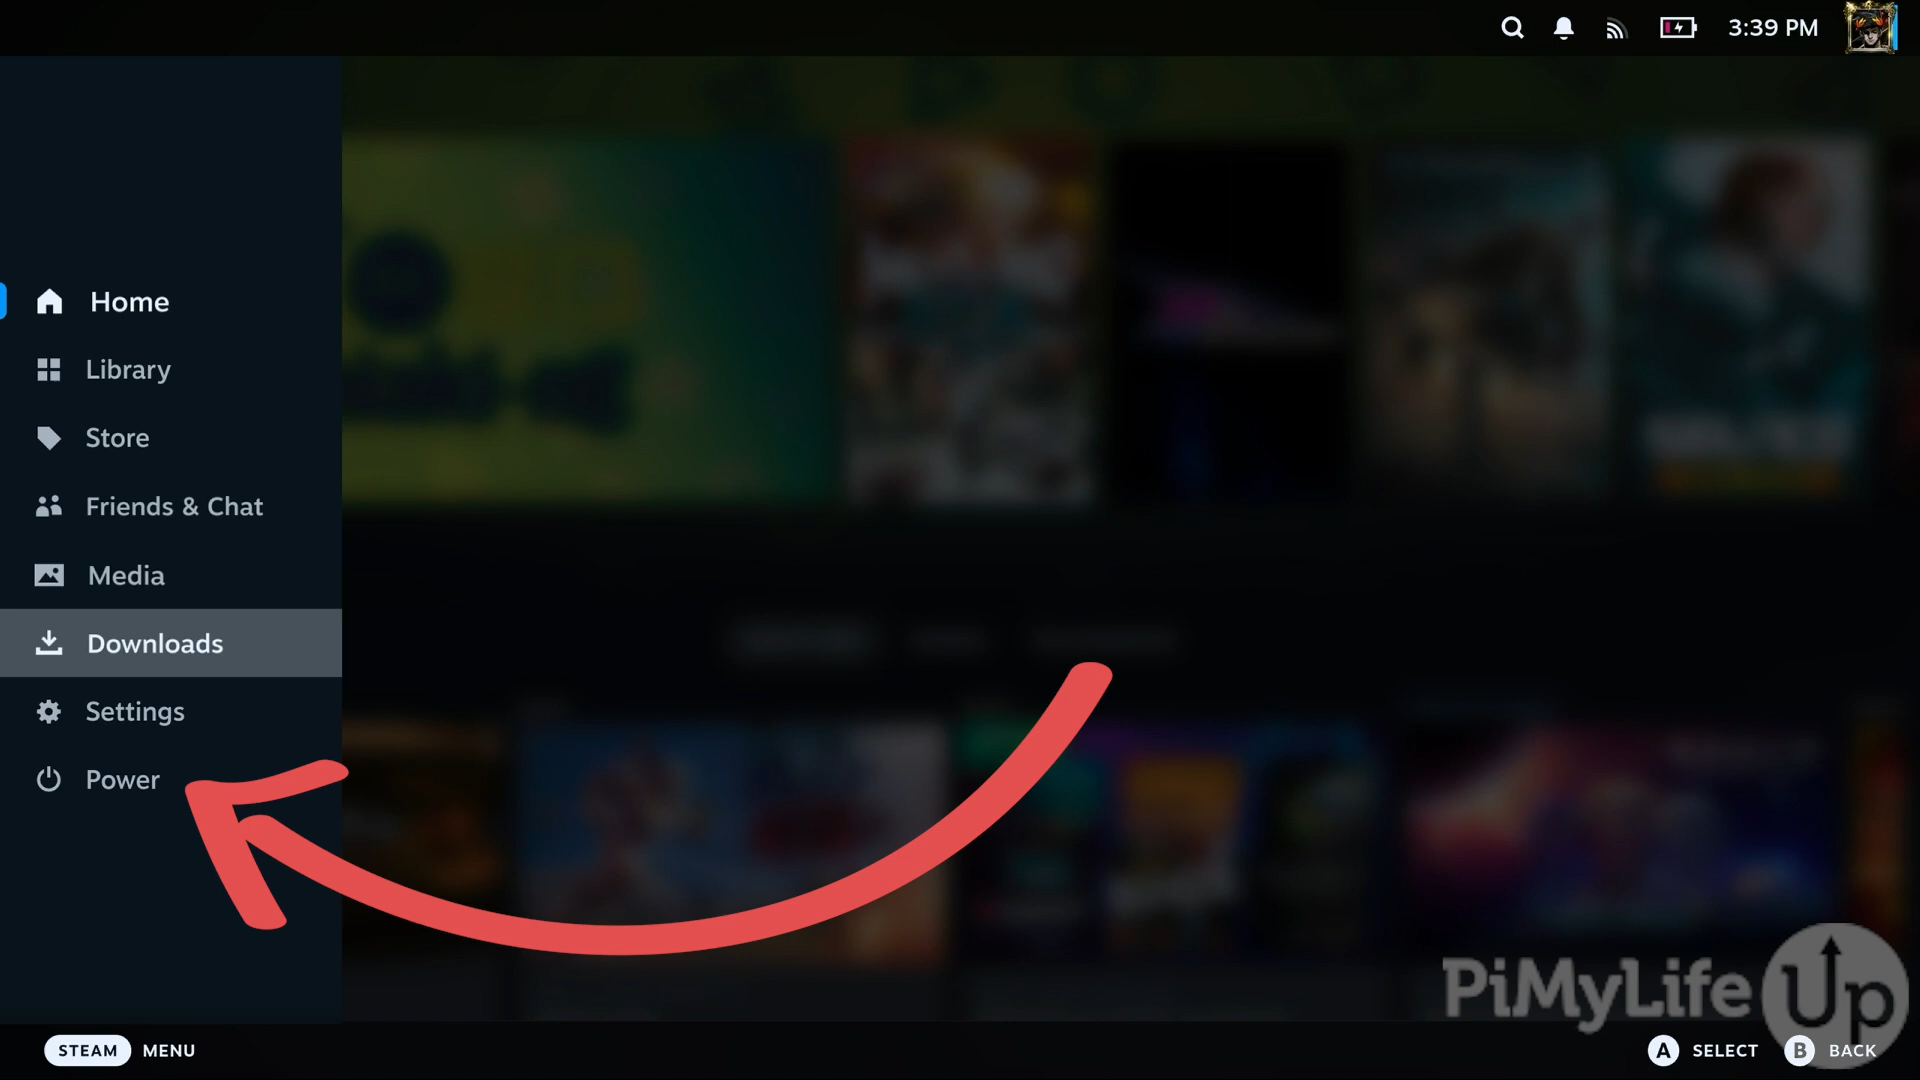 3:39 PM
Home
Library
Store
Friends & Chat
Media
Downloads
Settings
Power
PiMyLifeUp
STEAM MENU
A SELECT B BACK